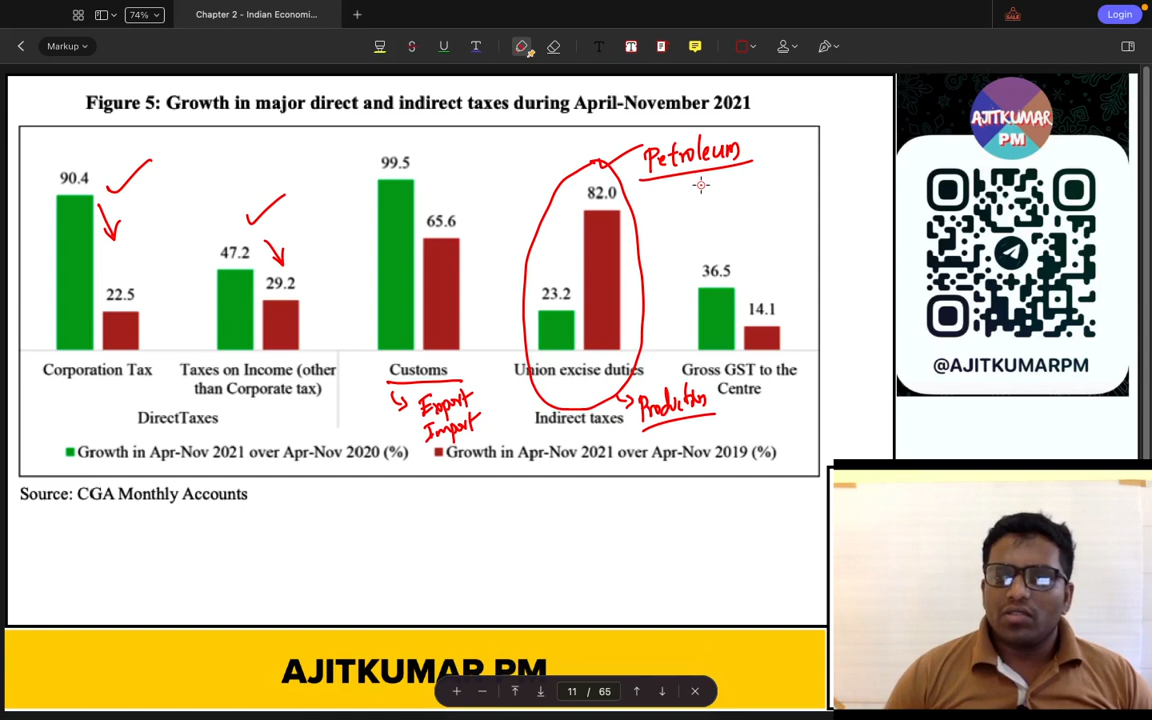 74%
Chapter 2 - Indian Economi...
SALE
Login
Markup
Figure 5: Growth in major direct and indirect taxes during April-November 2021
Petroleum
90.4
22.5
47.2
29.2
99.5
65.6
23.2
82.0
36.5
14.1
Corporation Tax
Taxes on Income (other
than Corporate tax)
Customs
Union excise duties
Gross GST to the
Centre
Export
Import
Production
DirectTaxes
Indirect taxes
Growth in Apr-Nov 2021 over Apr-Nov 2020 (%)
Growth in Apr-Nov 2021 over Apr-Nov 2019 (%)
Source: CGA Monthly Accounts
AJITKUMAR
PM
@AJITKUMARPM
AJITKUMAR PM
11 / 65